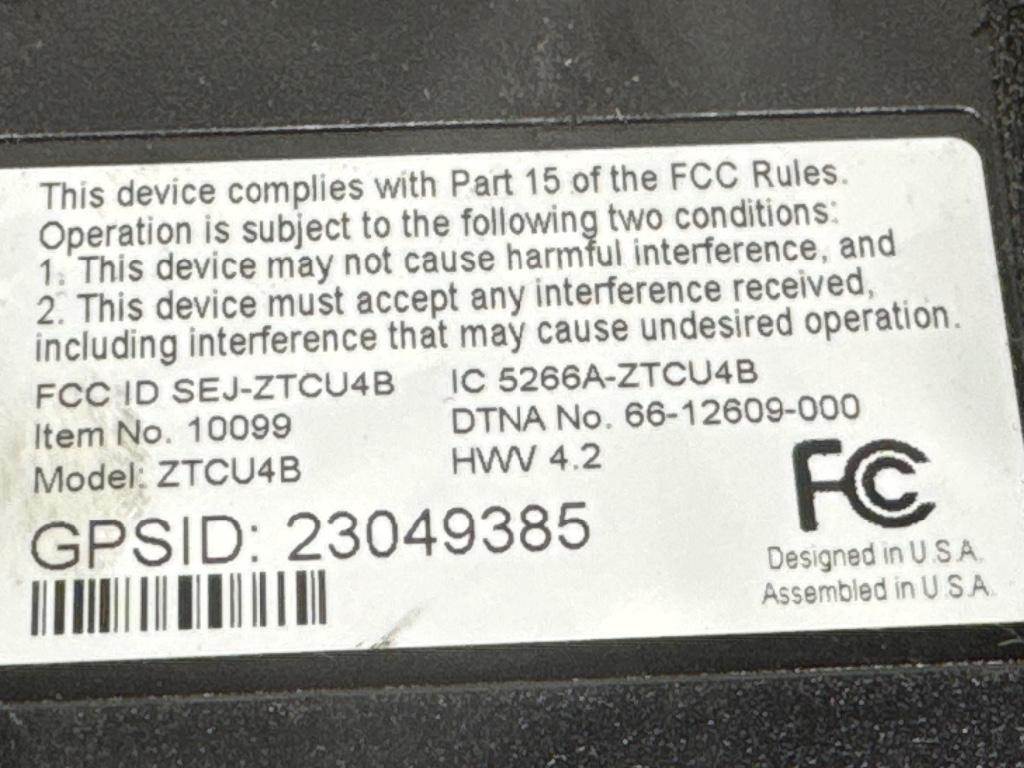 This device complies with Part 15 of the FCC Rules.
Operation is subject to the following two conditions:
1. This device may not cause harmful interference, and
2. This device must accept any interference received,
including interference that may cause undesired operation.
FCC ID SEJ-ZTCU4B IC 5266A-ZTCU4B
Item No. 10099 DTNA No. 66-12609-000
Model: ZTCU4B HWV 4.2
FC
GPSID: 23049385
Designed in U.S.A.
Assembled in U.S.A.